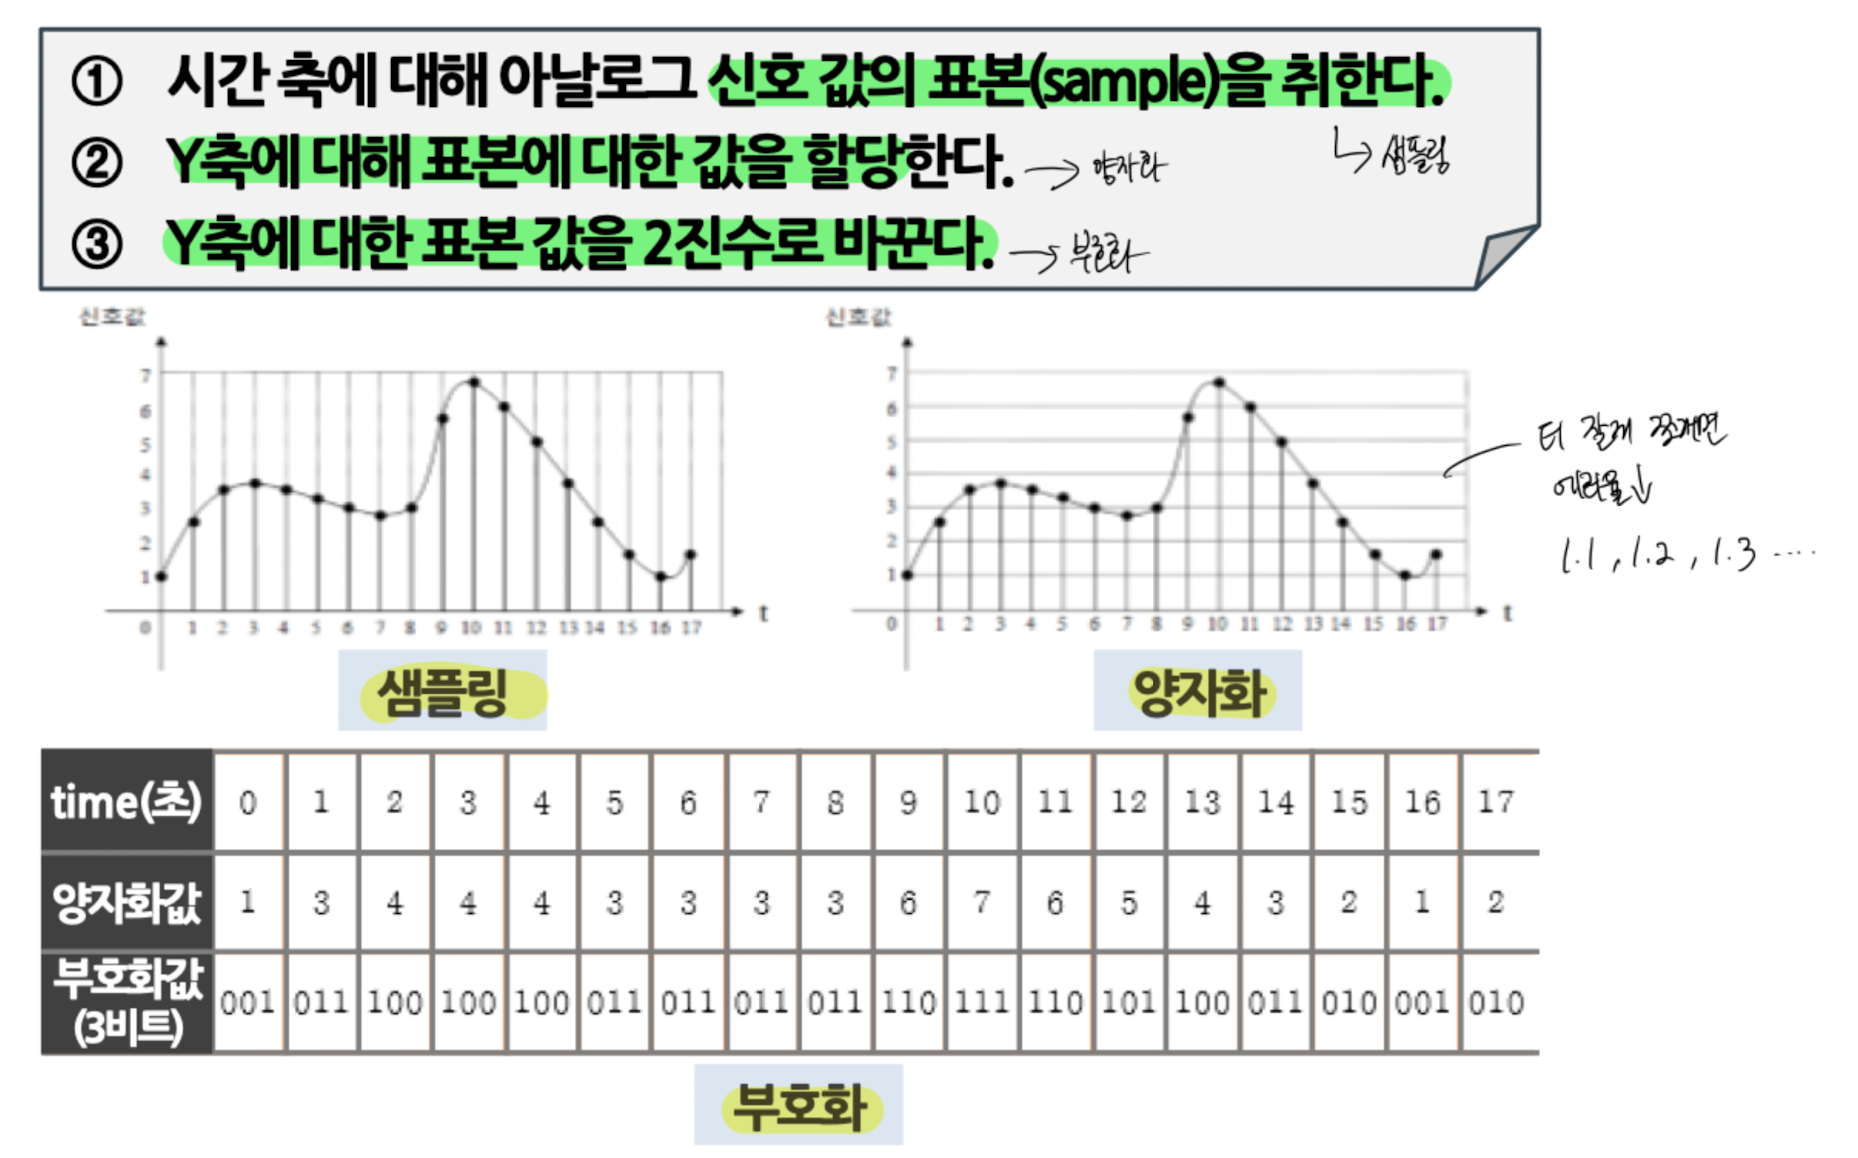 ① 시간 축에 대해 아날로그 신호 값의 표본(sample)을 취한다.
↳ 샘플링
② Y축에 대해 표본에 대한 값을 할당한다. → 양자화
③ Y축에 대한 표본 값을 2진수로 바꾼다. → 부호화
신호값
7
6
5
4
3
2
1
0 1 2 3 4 5 6 7 8 9 10 11 12 13 14 15 16 17 t
샘플링
신호값
7
6
5
4
3
2
1
0 1 2 3 4 5 6 7 8 9 10 11 12 13 14 15 16 17 t
양자화
더 잘게 쪼개면
에러율↓
1.1 , 1.2 , 1.3 ····
time(초) 0 1 2 3 4 5 6 7 8 9 10 11 12 13 14 15 16 17
양자화값 1 3 4 4 4 3 3 3 3 6 7 6 5 4 3 2 1 2
부호화값
(3비트) 001 011 100 100 100 011 011 011 011 110 111 110 101 100 011 010 001 010
부호화